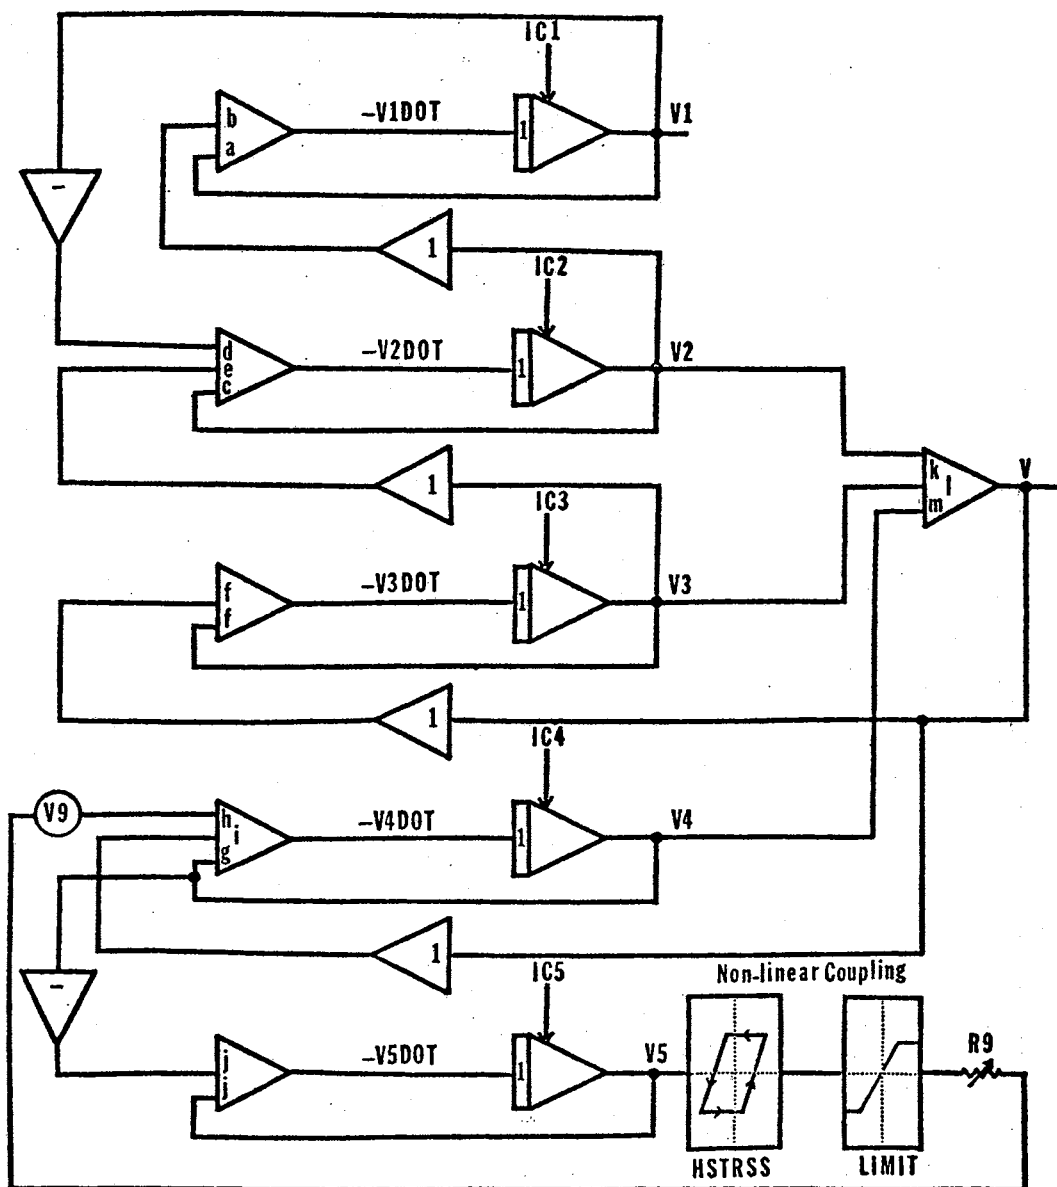 IC1
b
a
−V1DOT
1
V1
−
1
IC2
d
e
c
−V2DOT
1
V2
1
IC3
k
l
m
V
f
f
−V3DOT
1
V3
1
IC4
V9
h
i
g
−V4DOT
1
V4
1
IC5
Non-linear Coupling
−
j
j
−V5DOT
1
V5
R9
HSTRSS
LIMIT